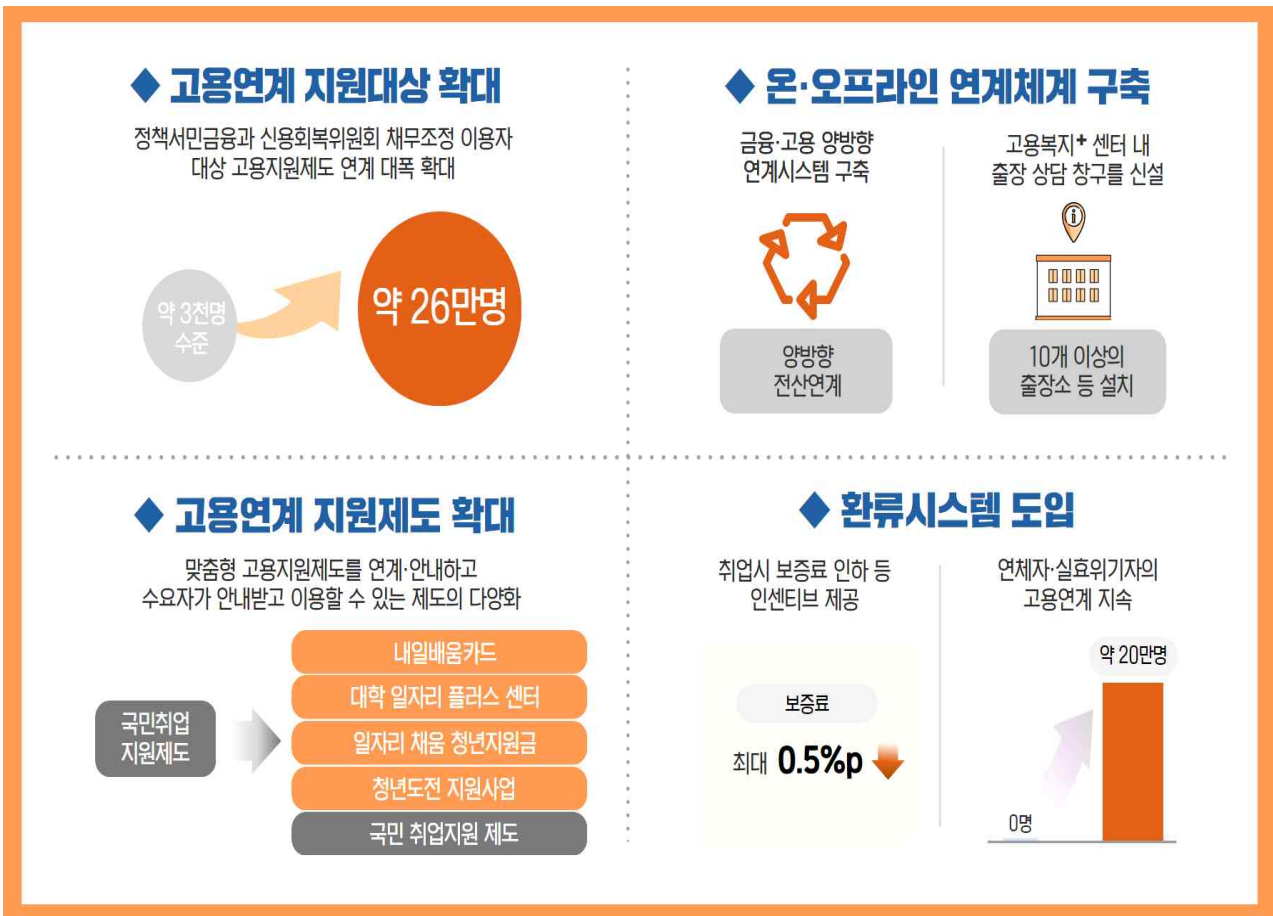 ◆ 고용연계 지원대상 확대
정책서민금융과 신용회복위원회 채무조정 이용자
대상 고용지원제도 연계 대폭 확대
약 3천명
수준
약 26만명
◆ 온·오프라인 연계체계 구축
금융·고용 양방향
연계시스템 구축
양방향
전산연계
고용복지+ 센터 내
출장 상담 창구를 신설
10개 이상의
출장소 등 설치
◆ 고용연계 지원제도 확대
맞춤형 고용지원제도를 연계·안내하고
수요자가 안내받고 이용할 수 있는 제도의 다양화
국민취업
지원제도
내일배움카드
대학 일자리 플러스 센터
일자리 채움 청년지원금
청년도전 지원사업
국민 취업지원 제도
◆ 환류시스템 도입
취업시 보증료 인하 등
인센티브 제공
보증료
최대 0.5%p
연체자·실효위기자의
고용연계 지속
약 20만명
0명